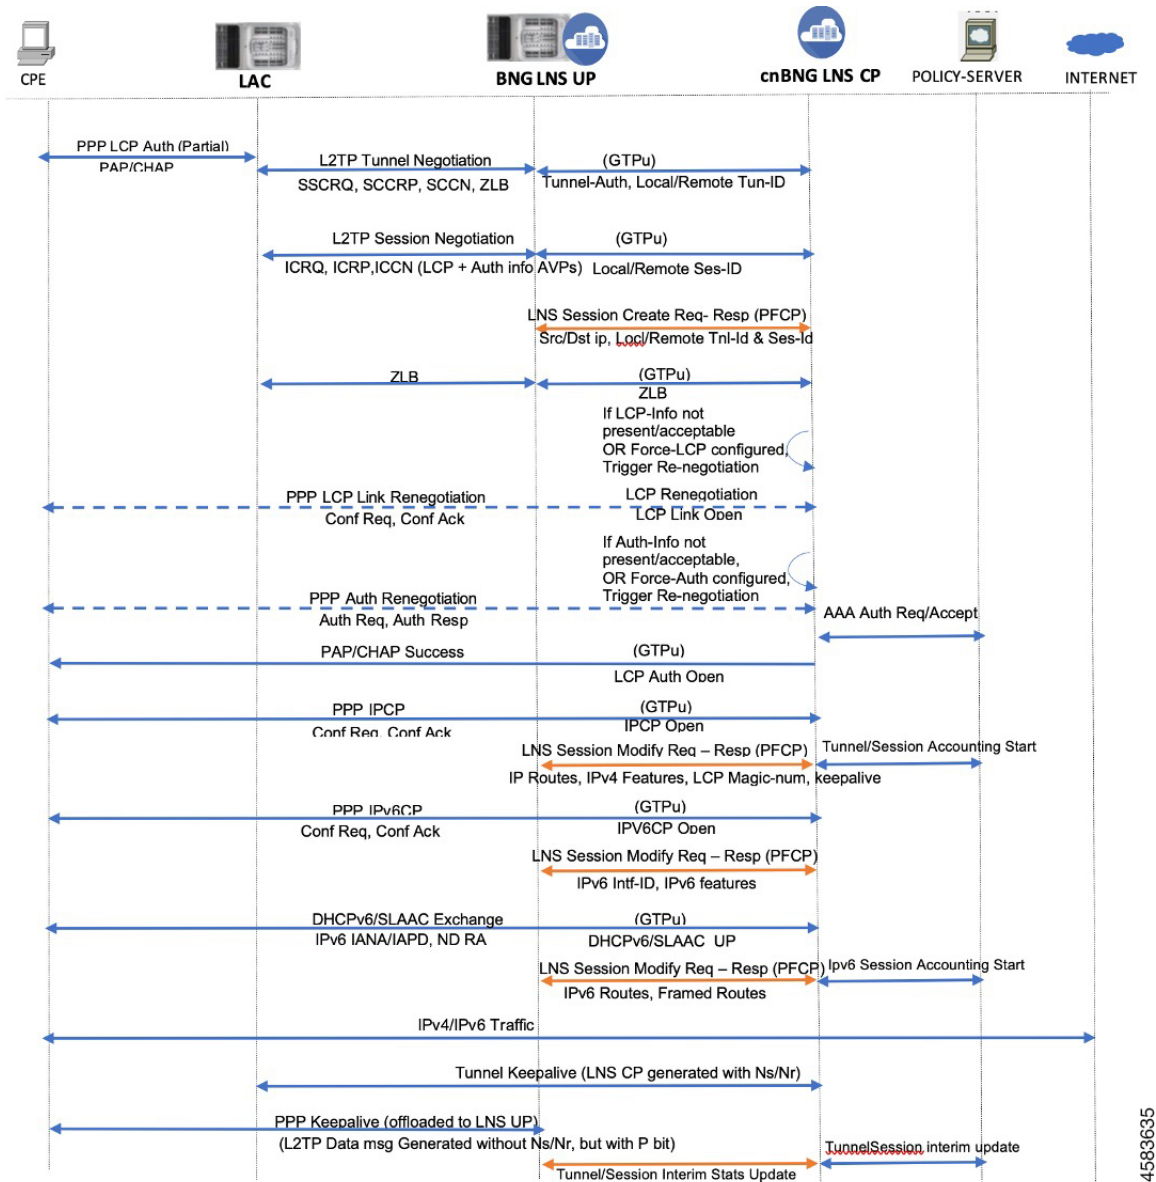 CPE
LAC
BNG LNS UP
cnBNG LNS CP
POLICY-SERVER
INTERNET
PPP LCP Auth (Partial)
PAP/CHAP
L2TP Tunnel Negotiation
(GTPu)
SSCRQ, SCCRP, SCCN, ZLB
Tunnel-Auth, Local/Remote Tun-ID
L2TP Session Negotiation
(GTPu)
ICRQ, ICRP,ICCN (LCP + Auth info AVPs)
Local/Remote Ses-ID
LNS Session Create Req- Resp (PFCP)
Src/Dst ip, Locl/Remote Tnl-Id & Ses-Id
ZLB
(GTPu)
ZLB
If LCP-Info not
present/acceptable
OR Force-LCP configured,
Trigger Re-negotiation
PPP LCP Link Renegotiation
LCP Renegotiation
Conf Req, Conf Ack
LCP Link Open
If Auth-Info not
present/acceptable,
OR Force-Auth configured,
Trigger Re-negotiation
PPP Auth Renegotiation
AAA Auth Req/Accept
Auth Req, Auth Resp
PAP/CHAP Success
(GTPu)
LCP Auth Open
PPP IPCP
(GTPu)
Conf Req, Conf Ack
IPCP Open
LNS Session Modify Req – Resp (PFCP)
Tunnel/Session Accounting Start
IP Routes, IPv4 Features, LCP Magic-num, keepalive
PPP IPv6CP
(GTPu)
Conf Req, Conf Ack
IPV6CP Open
LNS Session Modify Req – Resp (PFCP)
IPv6 Intf-ID, IPv6 features
DHCPv6/SLAAC Exchange
(GTPu)
IPv6 IANA/IAPD, ND RA
DHCPv6/SLAAC UP
LNS Session Modify Req – Resp (PFCP)
Ipv6 Session Accounting Start
IPv6 Routes, Framed Routes
IPv4/IPv6 Traffic
Tunnel Keepalive (LNS CP generated with Ns/Nr)
PPP Keepalive (offloaded to LNS UP)
(L2TP Data msg Generated without Ns/Nr, but with P bit)
TunnelSession interim update
Tunnel/Session Interim Stats Update
4583635